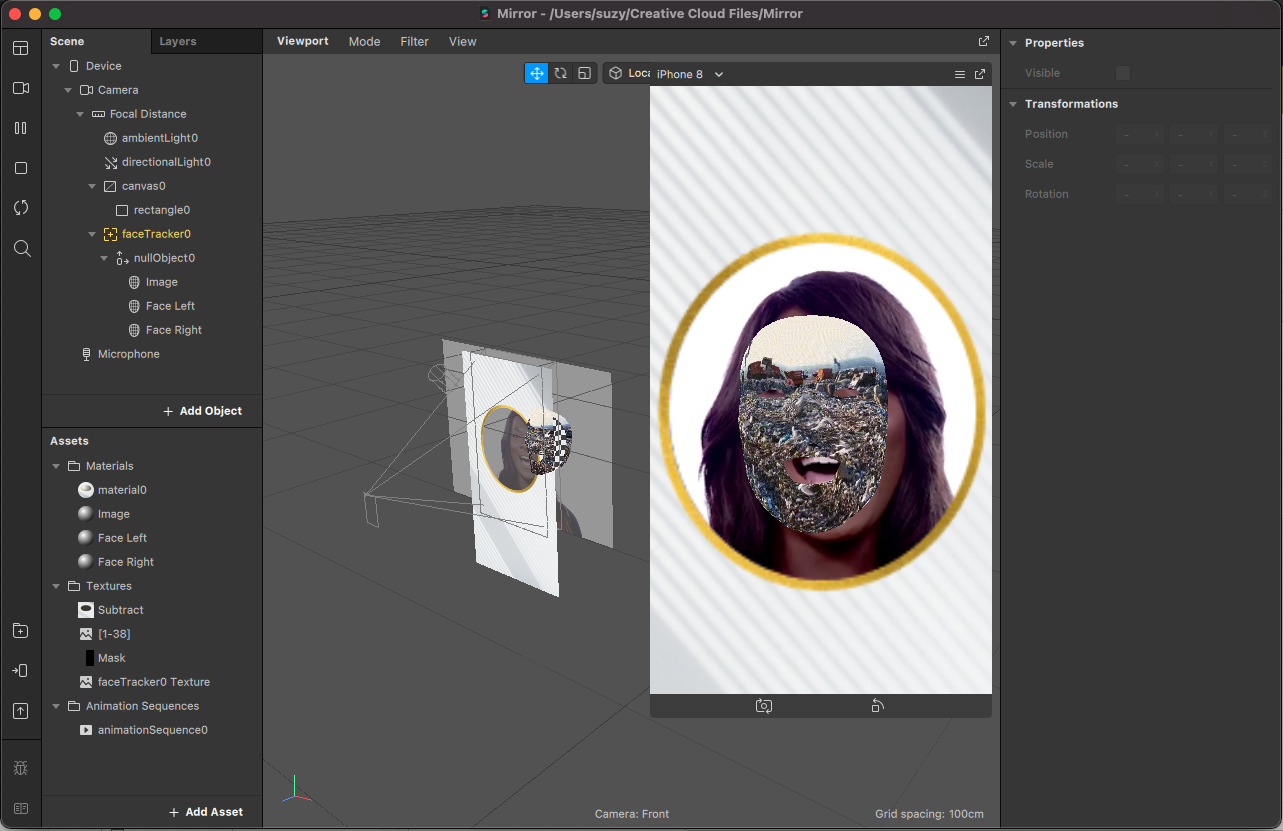 Mirror - /Users/suzy/Creative Cloud Files/Mirror
Scene
Layers
Device
Camera
Focal Distance
ambientLight0
directionalLight0
canvas0
rectangle0
faceTracker0
nullObject0
Image
Face Left
Face Right
Microphone
+ Add Object
Assets
Materials
material0
Image
Face Left
Face Right
Textures
Subtract
[1-38]
Mask
faceTracker0 Texture
Animation Sequences
animationSequence0
+ Add Asset
Viewport Mode Filter View
Loca
iPhone 8
Camera: Front
Grid spacing: 100cm
Properties
Visible
Transformations
Position - X - Y - Z
Scale - X - Y - Z
Rotation - X - Y - Z